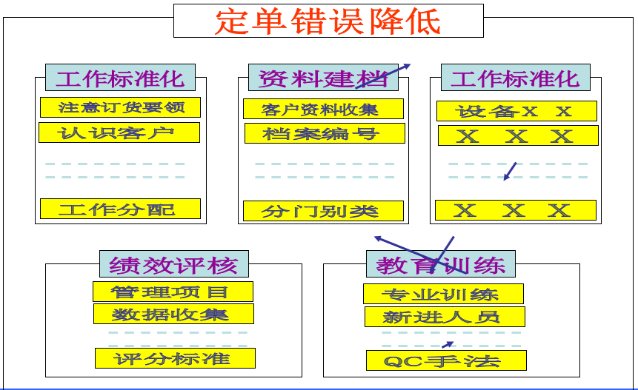 定单错误降低
工作标准化
注意订货要领
认识客户
工作分配
资料建档
客户资料收集
档案编号
分门别类
工作标准化
设备X X
X X X
X X X
绩效评核
管理项目
数据收集
评分标准
教育训练
专业训练
新进人员
QC手法